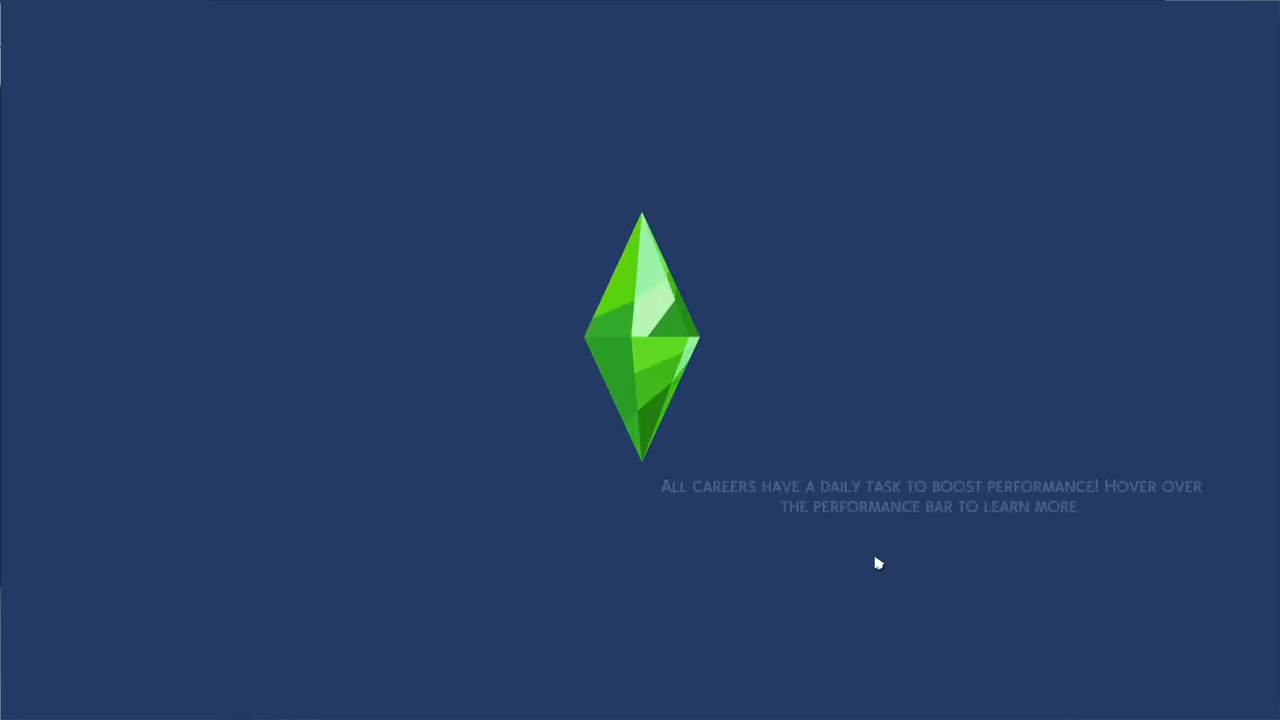 All careers have a daily task to boost performance! Hover over
the performance bar to learn more.